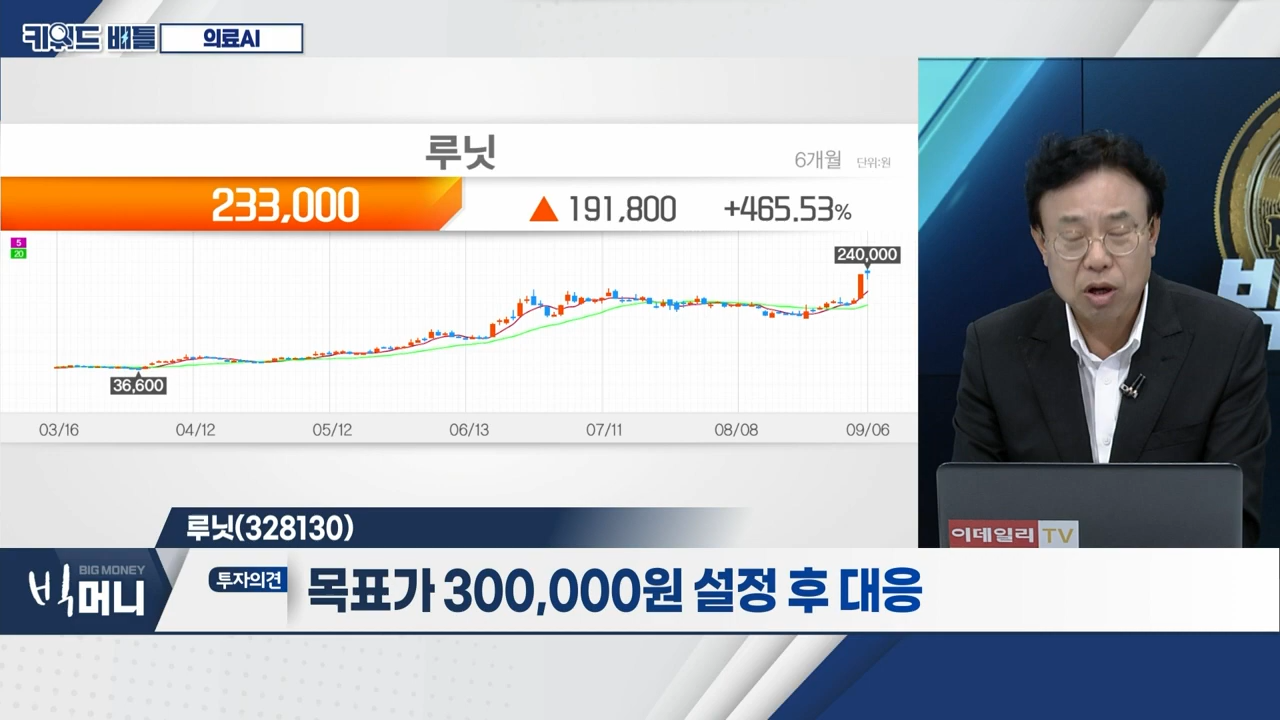 키워드 배틀
의료AI
루닛
6개월 단위:원
233,000
▲ 191,800 +465.53%
5
20
240,000
36,600
03/16 04/12 05/12 06/13 07/11 08/08 09/06
이데일리 TV
루닛(328130)
BIG MONEY
빅머니
투자의견
목표가 300,000원 설정 후 대응